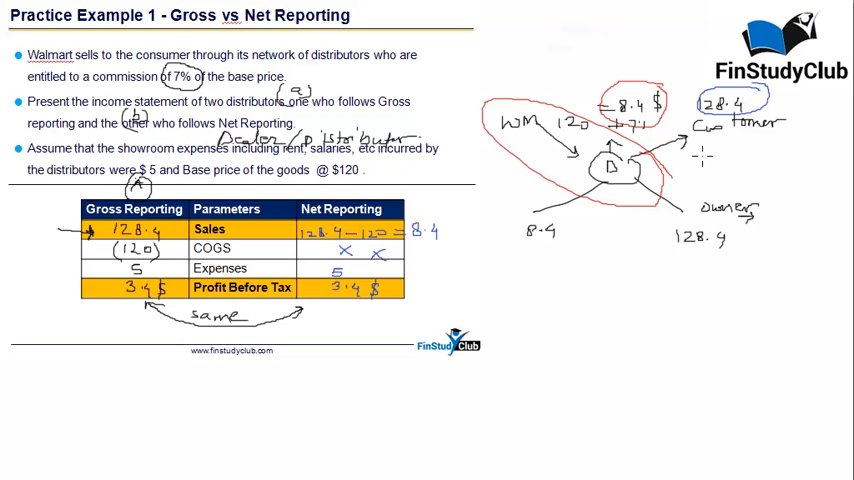 Practice Example 1 - Gross vs Net Reporting
Walmart sells to the consumer through its network of distributors who are
entitled to a commission of 7% of the base price.
(a)
Present the income statement of two distributors one who follows Gross
(b)
reporting and the other who follows Net Reporting.
Dealer/Distributer
Assume that the showroom expenses including rent, salaries, etc incurred by
the distributors were $ 5 and Base price of the goods @ $120 .
A
Gross Reporting Parameters Net Reporting
128.4 Sales 128.4 - 120 = 8.4
(120) COGS X X
5 Expenses 5
3.4 $ Profit Before Tax 3.4 $
same
www.finstudyclub.com
FinStudyClub
FinStudyClub
= 8.4 $
128.4
WM 120 + 7%
Customer
D
owner
8.4
128.4